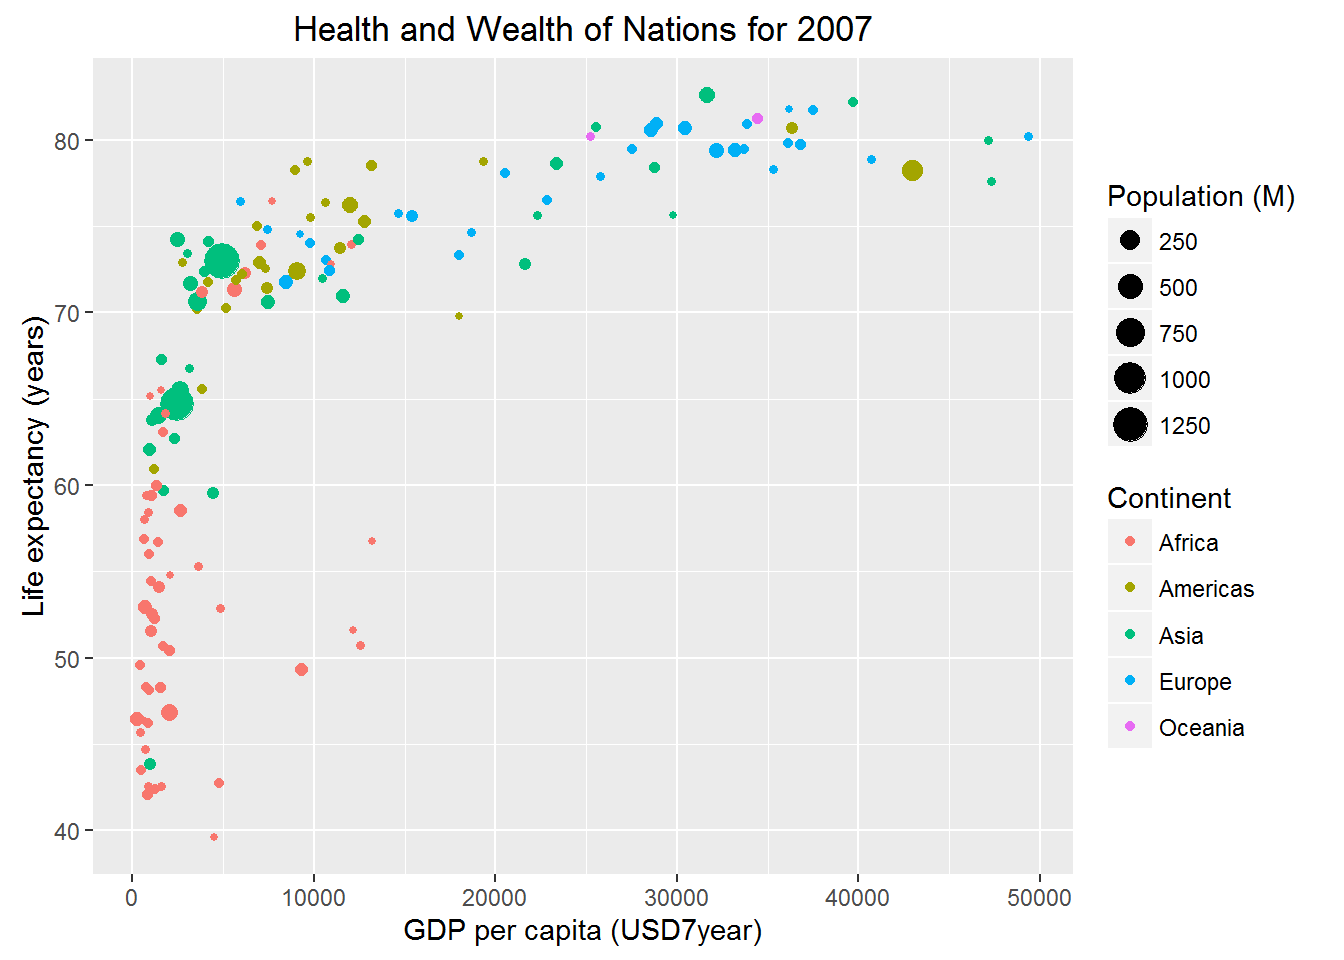 Health and Wealth of Nations for 2007
Life expectancy (years)
80
70
60
50
40
0 10000 20000 30000 40000 50000
GDP per capita (USD7year)
Population (M)
250
500
750
1000
1250
Continent
Africa
Americas
Asia
Europe
Oceania